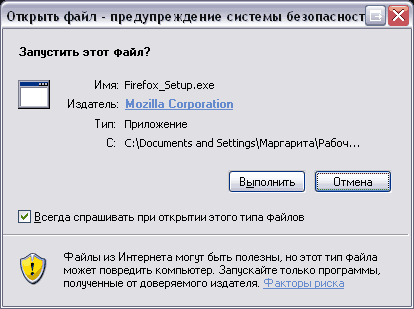 Открыть файл - предупреждение системы безопасност
Запустить этот файл?
Имя: Firefox_Setup.exe
Издатель: Mozilla Corporation
Тип: Приложение
С: C:\Documents and Settings\Маргарита\Рабоч...
Выполнить Отмена
Всегда спрашивать при открытии этого типа файлов
Файлы из Интернета могут быть полезны, но этот тип файла
может повредить компьютер. Запускайте только программы,
полученные от доверяемого издателя. Факторы риска